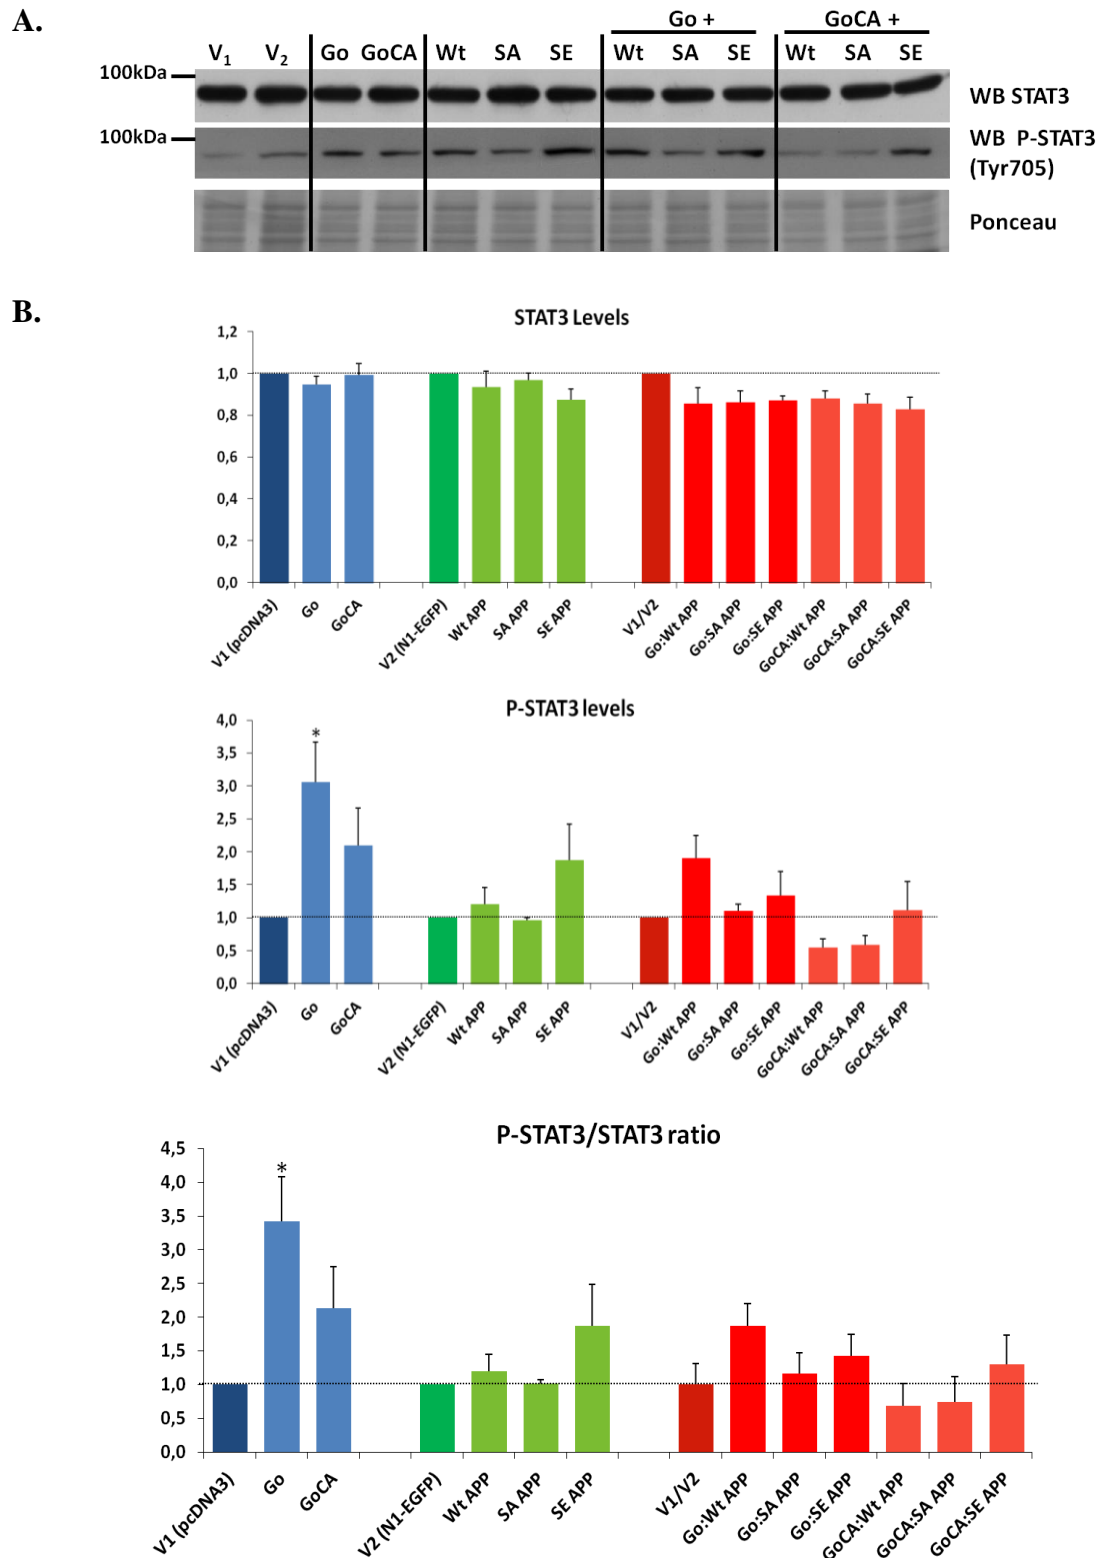 A.
Go +
GoCA +
V1 V2 Go GoCA Wt SA SE Wt SA SE Wt SA SE
100kDa
WB STAT3
100kDa
WB P-STAT3
(Tyr705)
Ponceau
B.
STAT3 Levels
1,2
1,0
0,8
0,6
0,4
0,2
0,0
V1 (pcDNA3)
Go
GoCA
V2 (N1-EGFP)
Wt APP
SA APP
SE APP
V1/V2
Go:Wt APP
Go:SA APP
Go:SE APP
GoCA:Wt APP
GoCA:SA APP
GoCA:SE APP
P-STAT3 levels
4,0
3,5
3,0
2,5
2,0
1,5
1,0
0,5
0,0
*
V1 (pcDNA3)
Go
GoCA
V2 (N1-EGFP)
Wt APP
SA APP
SE APP
V1/V2
Go:Wt APP
Go:SA APP
Go:SE APP
GoCA:Wt APP
GoCA:SA APP
GoCA:SE APP
P-STAT3/STAT3 ratio
4,5
4,0
3,5
3,0
2,5
2,0
1,5
1,0
0,5
0,0
*
V1 (pcDNA3)
Go
GoCA
V2 (N1-EGFP)
Wt APP
SA APP
SE APP
V1/V2
Go:Wt APP
Go:SA APP
Go:SE APP
GoCA:Wt APP
GoCA:SA APP
GoCA:SE APP